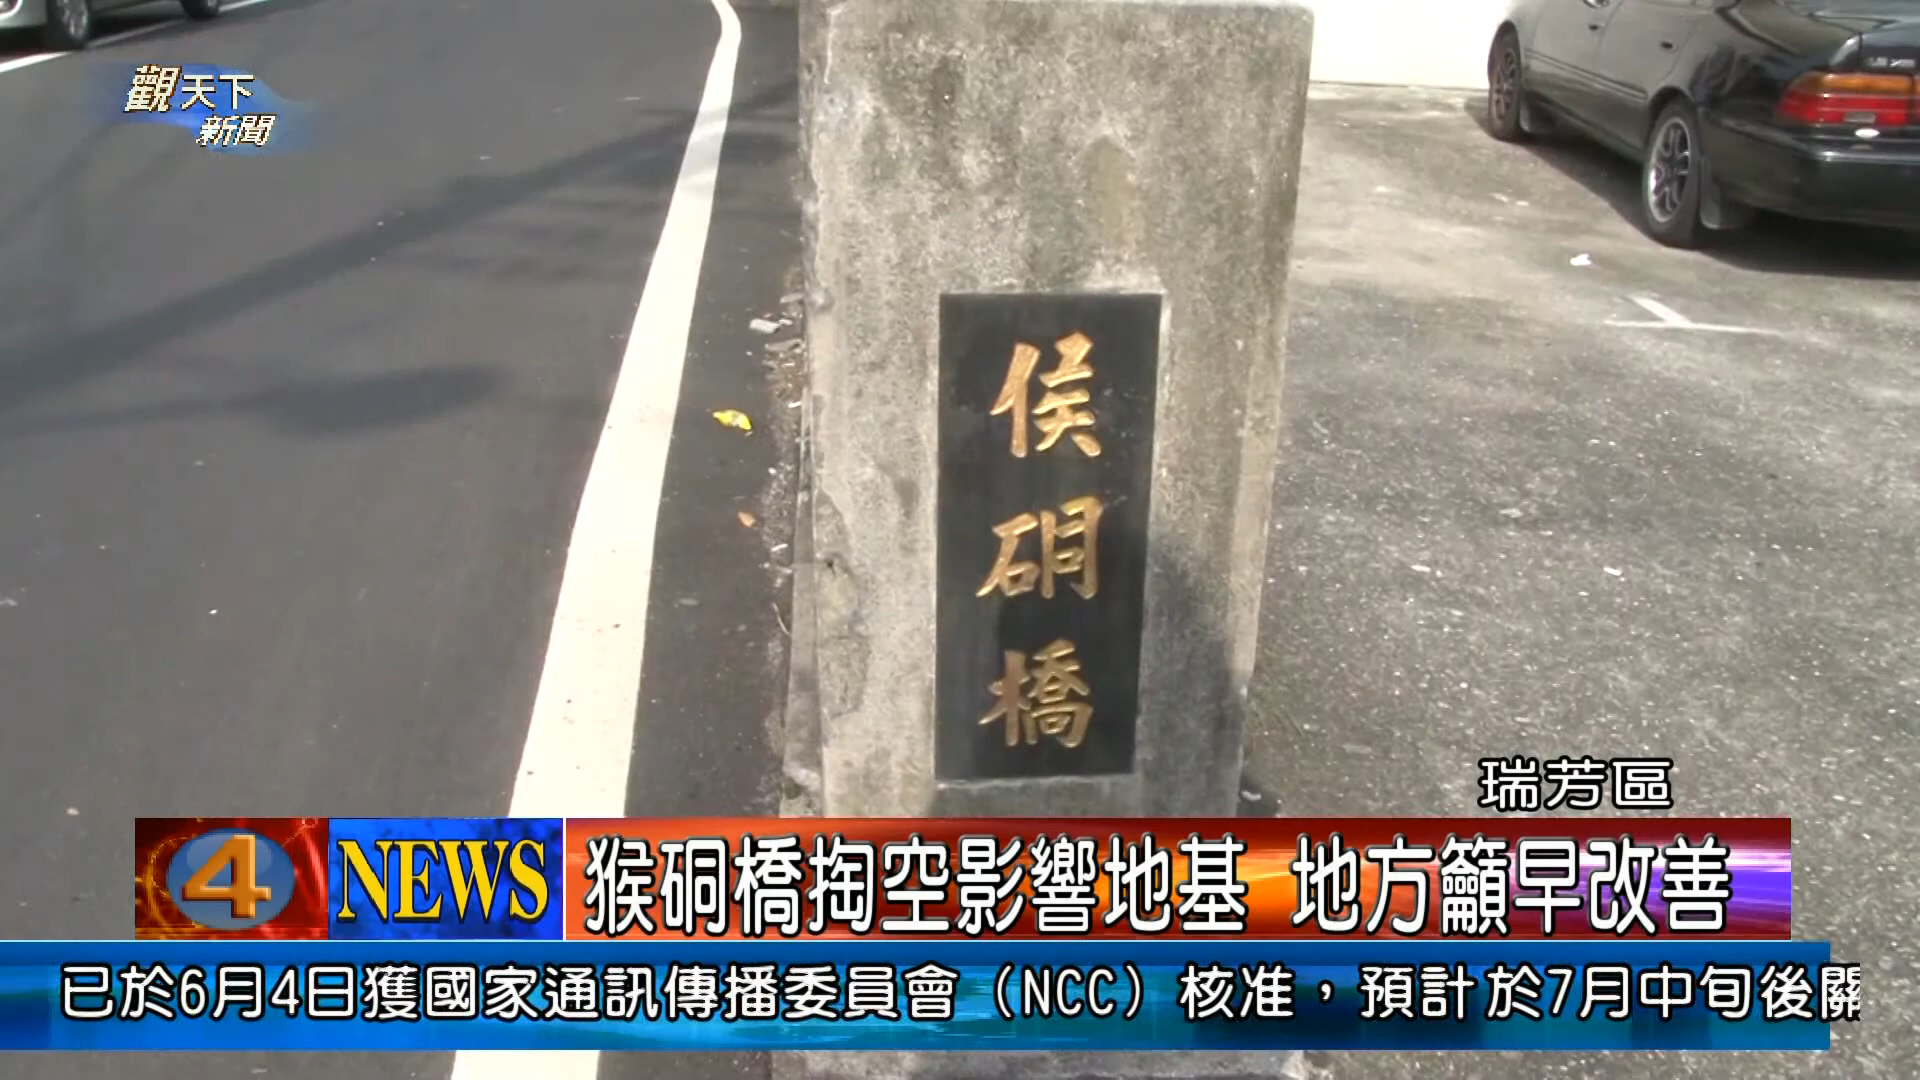 觀天下
新聞
侯硐橋
瑞芳區
4 NEWS
猴硐橋掏空影響地基 地方籲早改善
已於6月4日獲國家通訊傳播委員會（NCC）核准，預計於7月中旬後關